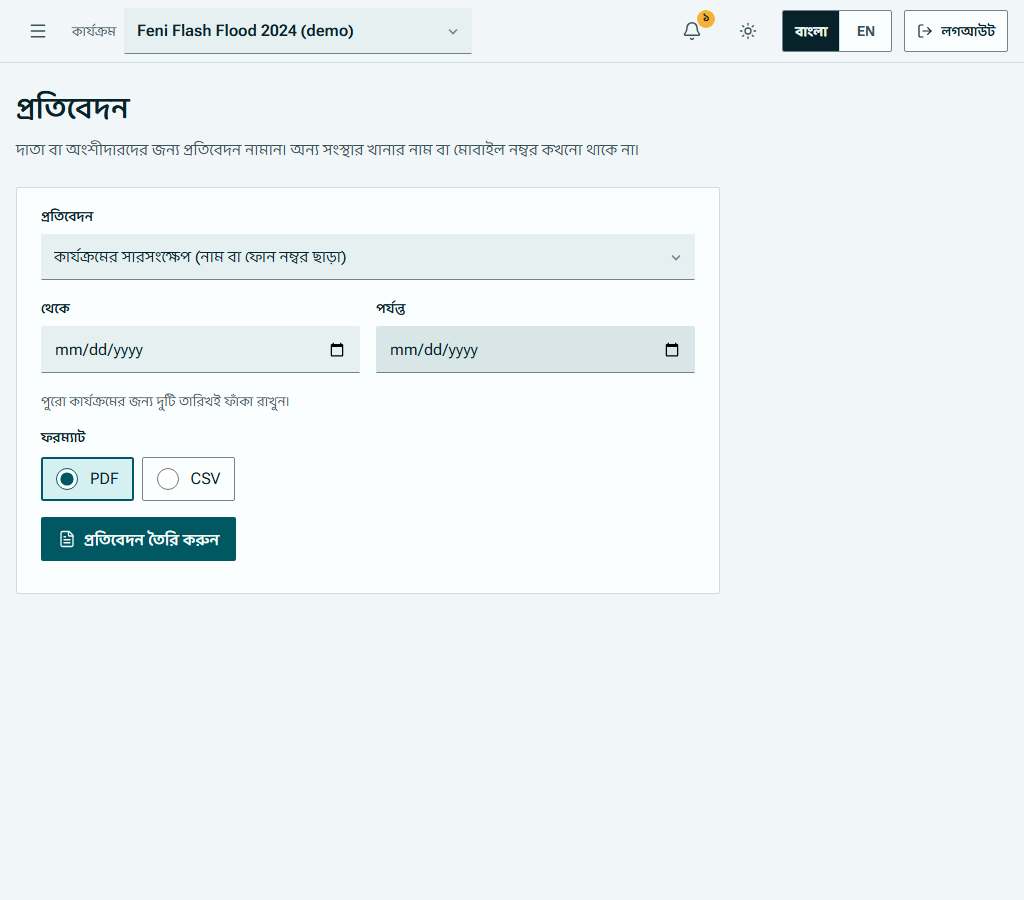 কার্যক্রম Feni Flash Flood 2024 (demo) ১ বাংলা EN লগআউট
প্রতিবেদন
দাতা বা অংশীদারদের জন্য প্রতিবেদন নামান। অন্য সংস্থার খানার নাম বা মোবাইল নম্বর কখনো থাকে না।
প্রতিবেদন
কার্যক্রমের সারসংক্ষেপ (নাম বা ফোন নম্বর ছাড়া)
থেকে পর্যন্ত
mm/dd/yyyy mm/dd/yyyy
পুরো কার্যক্রমের জন্য দুটি তারিখই ফাঁকা রাখুন।
ফরম্যাট
PDF CSV
প্রতিবেদন তৈরি করুন